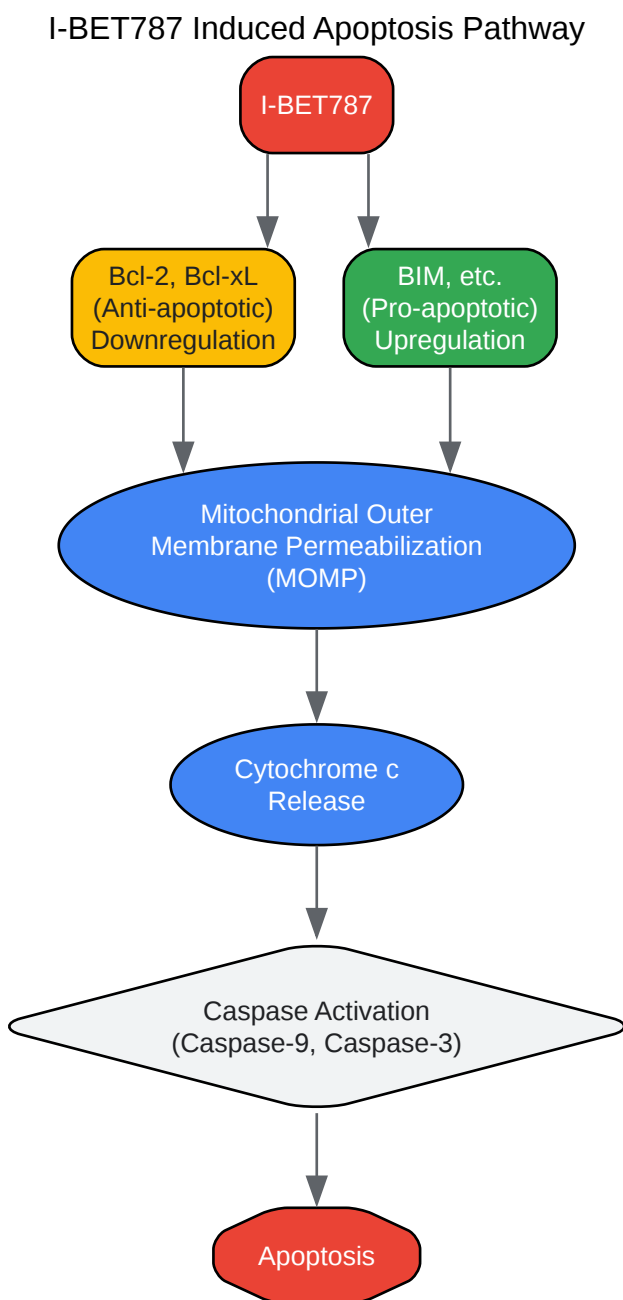 I-BET787 Induced Apoptosis Pathway
I-BET787
Bcl-2, Bcl-xL
(Anti-apoptotic)
Downregulation
BIM, etc.
(Pro-apoptotic)
Upregulation
Mitochondrial Outer
Membrane Permeabilization
(MOMP)
Cytochrome c
Release
Caspase Activation
(Caspase-9, Caspase-3)
Apoptosis